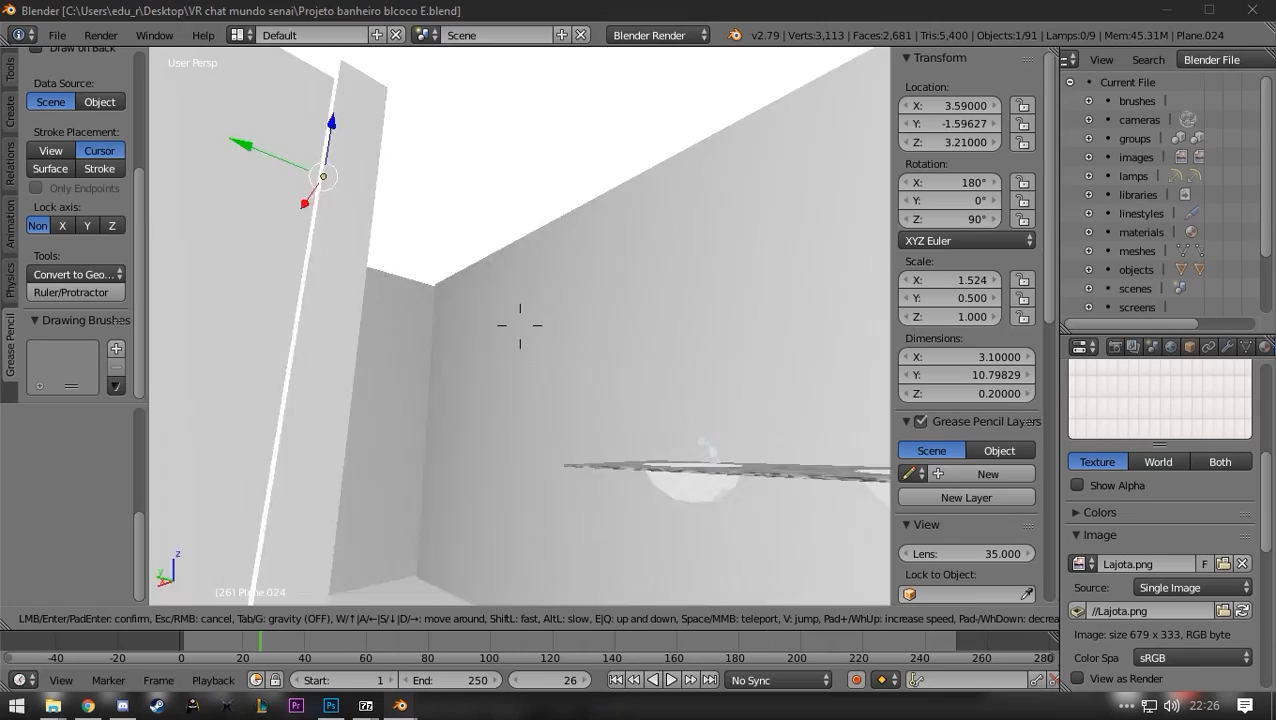 Blender [C:\Users\edu_r\Desktop\VR chat mundo senai\Projeto banheiro blcoco E.blend]
File Render Window Help Default Scene Blender Render v2.79 | Verts:3,113 | Faces:2,681 | Tris:5,400 | Objects:1/91 | Lamps:0/9 | Mem:45.31M | Plane.024
Tools
Create
Relations
Animation
Physics
Grease Pencil
Draw on Back
Data Source:
Scene Object
Stroke Placement:
View Cursor
Surface Stroke
Only Endpoints
Lock axis:
Non X Y Z
Tools:
Convert to Geo...
Ruler/Protractor
Drawing Brushes
User Persp
z
(26) Plane.024
Transform
Location:
X: 3.59000
Y: -1.59627
Z: 3.21000
Rotation:
X: 180°
Y: 0°
Z: 90°
XYZ Euler
Scale:
X: 1.524
Y: 0.500
Z: 1.000
Dimensions:
X: 3.10000
Y: 10.79829
Z: 0.20000
Grease Pencil Layers
Scene Object
New
New Layer
View
Lens: 35.000
Lock to Object:
View Search Blender File
Current File
brushes
cameras
groups
images
lamps
libraries
linestyles
materials
meshes
objects
scenes
screens
Texture World Both
Show Alpha
Colors
Image
Lajota.png F
Source: Single Image
//Lajota.png
Image: size 679 x 333, RGB byte
Color Spa sRGB
View as Render
LMB/Enter/PadEnter: confirm, Esc/RMB: cancel, Tab/G: gravity (OFF), W/↑|A/←|S/↓|D/→: move around, ShiftL: fast, AltL: slow, E|Q: up and down, Space/MMB: teleport, V: jump, Pad+/WhUp: increase speed, Pad-/WhDown: decrea
-40 -20 0 20 40 60 80 100 120 140 160 180 200 220 240 260 280
View Marker Frame Playback Start: 1 End: 250 26 No Sync
Pr Ps 22:26